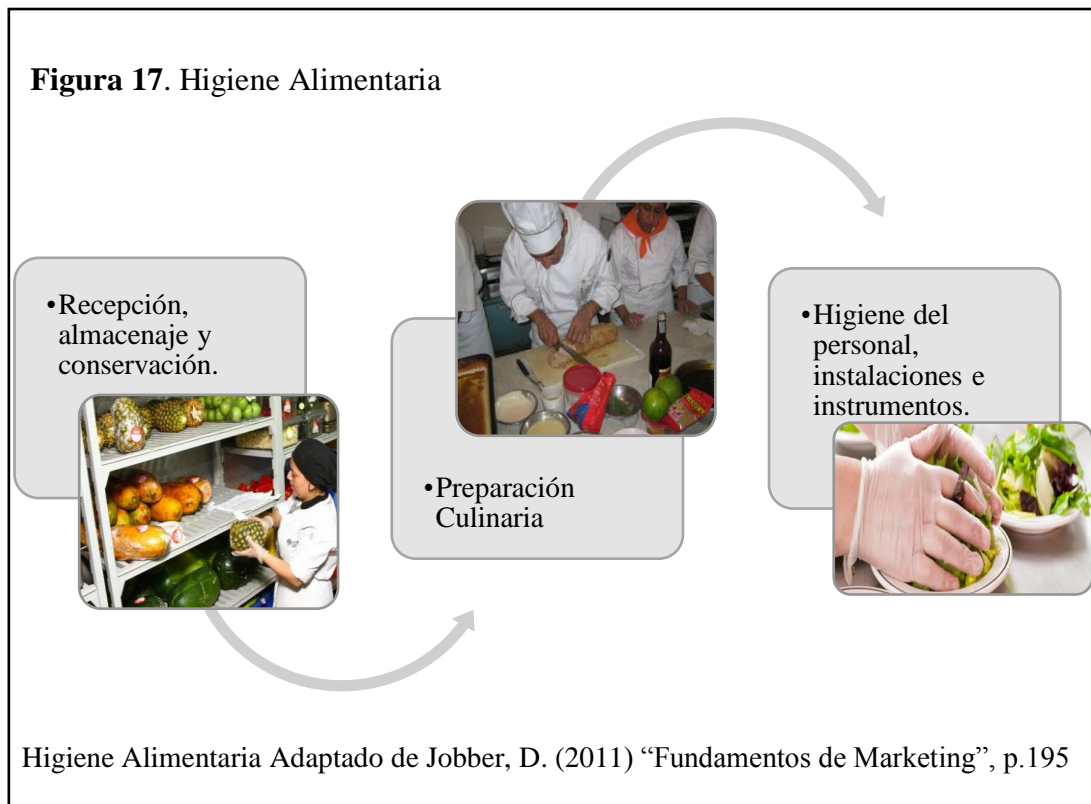 Figura 17. Higiene Alimentaria
•Recepción,
almacenaje y
conservación.
•Preparación
Culinaria
•Higiene del
personal,
instalaciones e
instrumentos.
Higiene Alimentaria Adaptado de Jobber, D. (2011) “Fundamentos de Marketing”, p.195